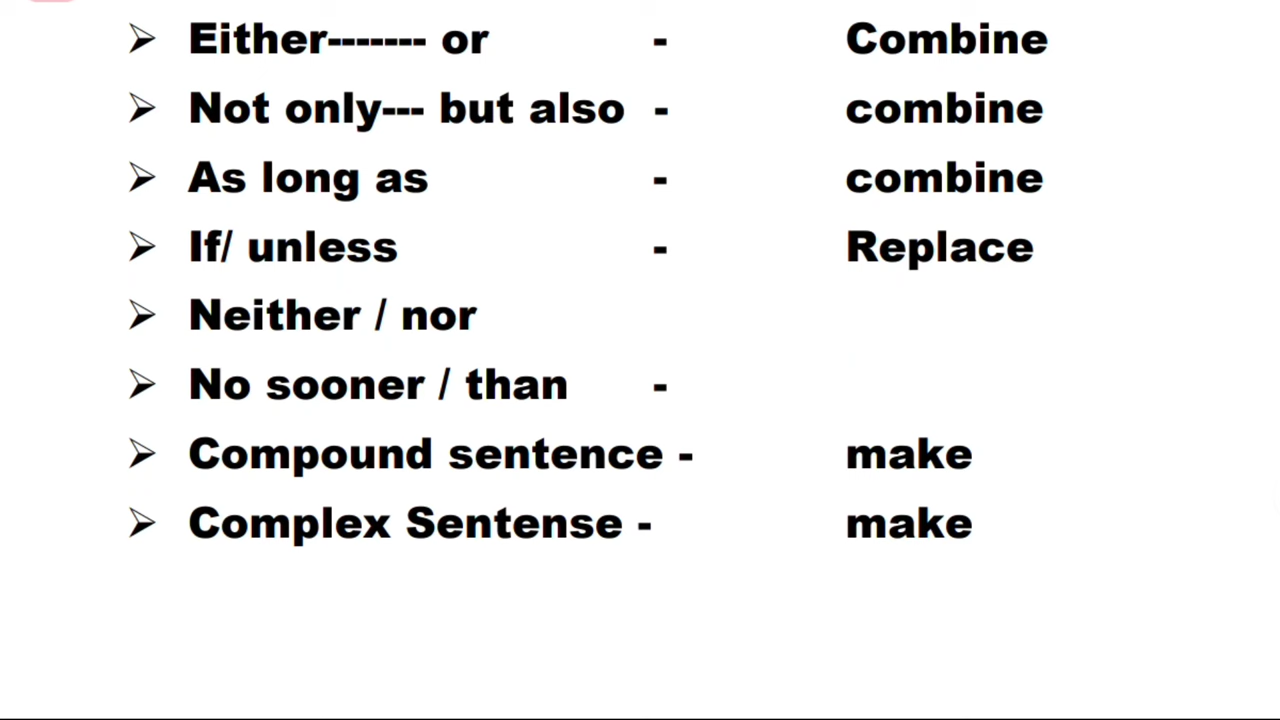 ➢ Either------- or - Combine
➢ Not only--- but also - combine
➢ As long as - combine
➢ If/ unless - Replace
➢ Neither / nor
➢ No sooner / than -
➢ Compound sentence - make
➢ Complex Sentense - make